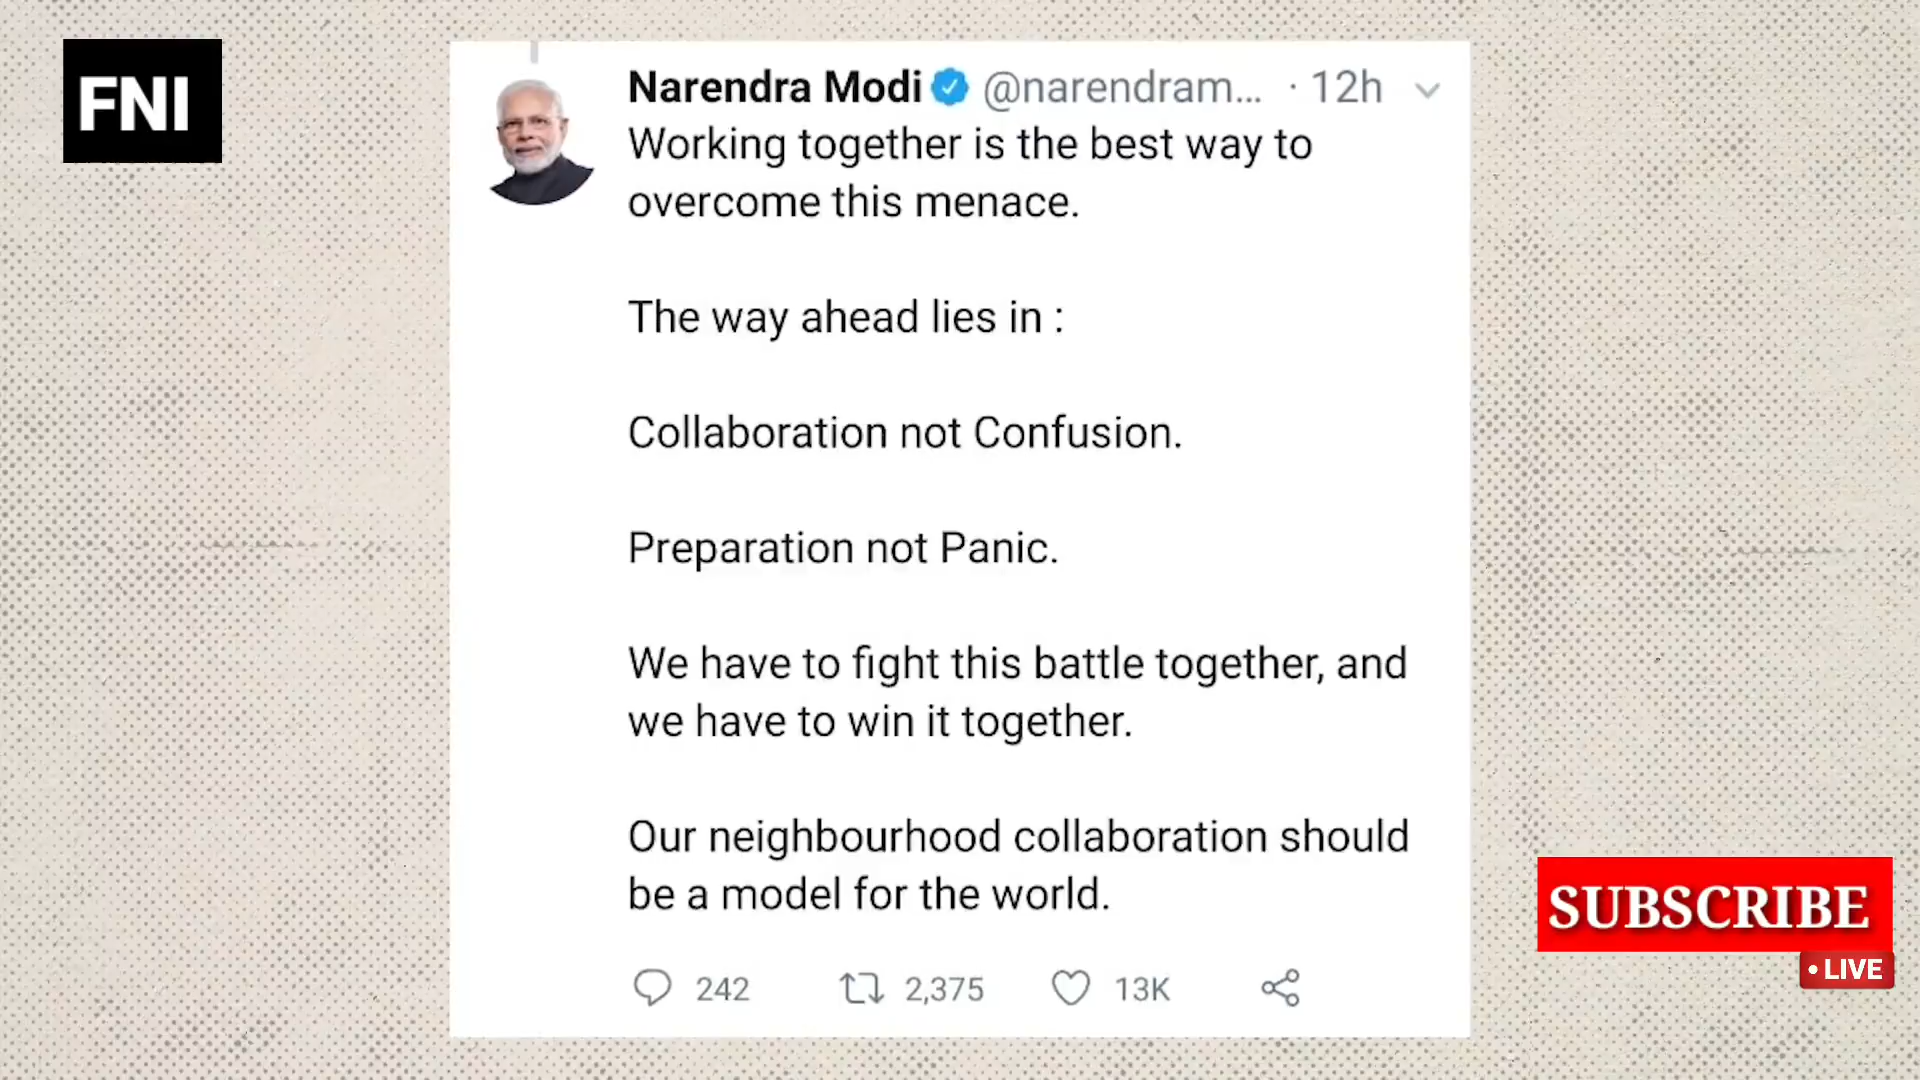 FNI
Narendra Modi @narendram... · 12h
Working together is the best way to
overcome this menace.
The way ahead lies in :
Collaboration not Confusion.
Preparation not Panic.
We have to fight this battle together, and
we have to win it together.
Our neighbourhood collaboration should
be a model for the world.
242 2,375 13K
SUBSCRIBE
• LIVE